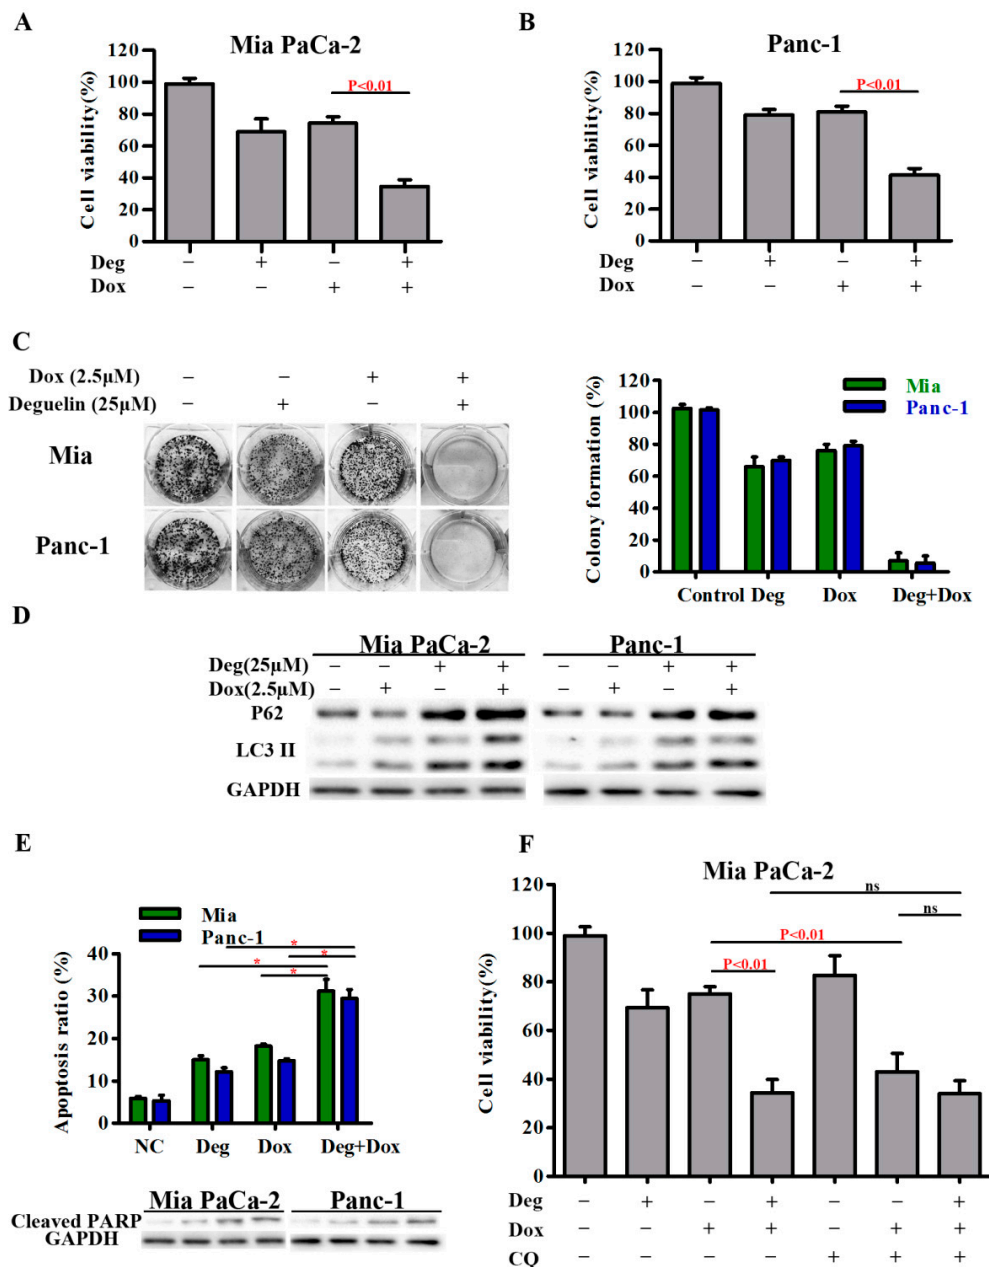 A
Mia PaCa-2
Cell viability(%)
120
100
80
60
40
20
0
P<0.01
Deg − + − +
Dox − − + +
B
Panc-1
Cell viability(%)
120
100
80
60
40
20
0
P<0.01
Deg − + − +
Dox − − + +
C
Dox (2.5μM) − − + +
Deguelin (25μM) − + − +
Mia
Panc-1
Colony formation (%)
120
100
80
60
40
20
0
Mia
Panc-1
Control Deg Dox Deg+Dox
D
Mia PaCa-2 Panc-1
Deg(25μM) − − + + − − + +
Dox(2.5μM) − + − + − + − +
P62
LC3 II
GAPDH
E
Mia
Panc-1
Apoptosis ratio (%)
40
30
20
10
0
*
*
*
*
NC Deg Dox Deg+Dox
Mia PaCa-2 Panc-1
Cleaved PARP
GAPDH
F
Mia PaCa-2
Cell viability(%)
120
100
80
60
40
20
0
ns
ns
P<0.01
P<0.01
Deg − + − + − − +
Dox − − + + − + +
CQ − − − − + + +